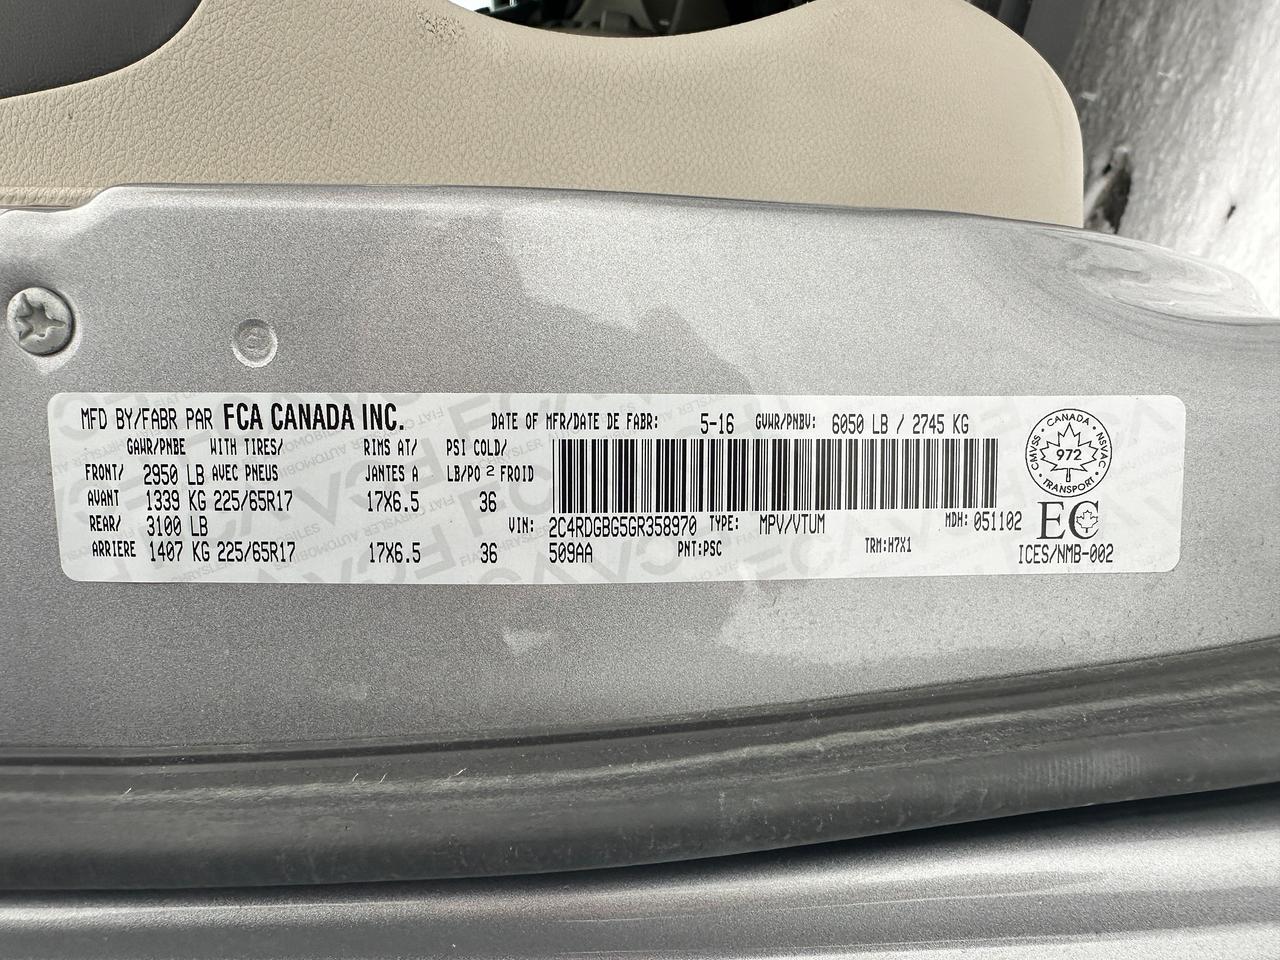 MFD BY/FABR PAR FCA CANADA INC. DATE OF MFR/DATE DE FABR: 5-16 GVWR/PNBV: 6050 LB / 2745 KG
GAWR/PNBE WITH TIRES/ RIMS AT/ PSI COLD/
FRONT/ 2950 LB AVEC PNEUS JANTES A LB/PO 2 FROID
AVANT 1339 KG 225/65R17 17X6.5 36
REAR/ 3100 LB VIN: 2C4RDGBG5GR358970 TYPE: MPV/VTUM MDH: 051102
ARRIERE 1407 KG 225/65R17 17X6.5 36 509AA PNT:PSC TRM:H7X1
CANADA
CMVSS • NSVAC
972
TRANSPORT
EC
ICES/NMB-002